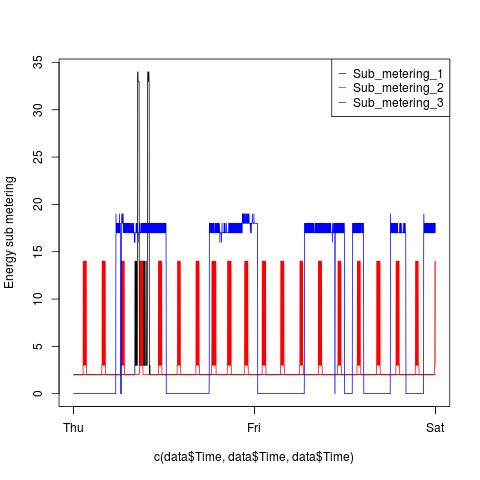 Sub_metering_1
Sub_metering_2
Sub_metering_3
Energy sub metering
35
30
25
20
15
10
5
0
Thu Fri Sat
c(data$Time, data$Time, data$Time)